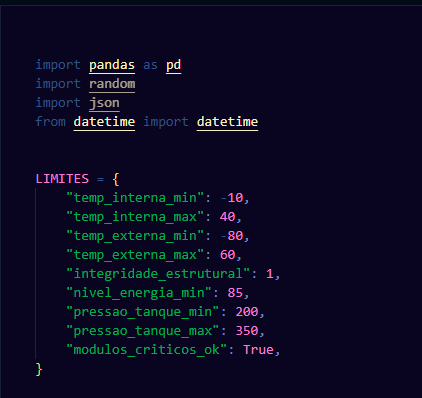 import pandas as pd
import random
import json
from datetime import datetime
LIMITES = {
"temp_interna_min": -10,
"temp_interna_max": 40,
"temp_externa_min": -80,
"temp_externa_max": 60,
"integridade_estrutural": 1,
"nivel_energia_min": 85,
"pressao_tanque_min": 200,
"pressao_tanque_max": 350,
"modulos_criticos_ok": True,
}